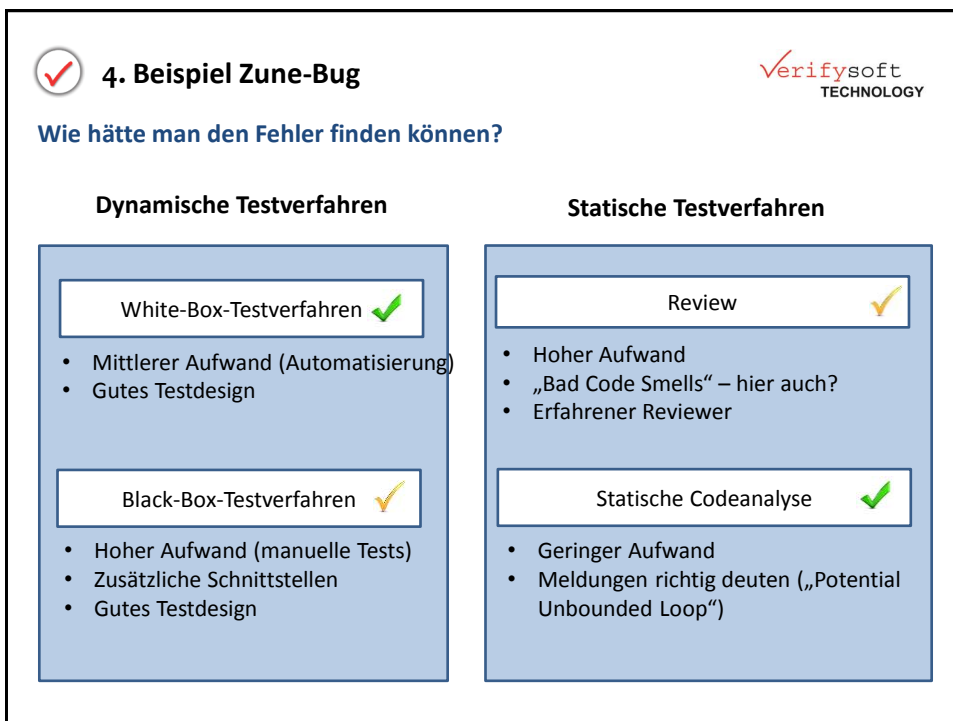 4. Beispiel Zune-Bug
Verifysoft
TECHNOLOGY
Wie hätte man den Fehler finden können?
Dynamische Testverfahren
White-Box-Testverfahren
• Mittlerer Aufwand (Automatisierung)
• Gutes Testdesign
Black-Box-Testverfahren
• Hoher Aufwand (manuelle Tests)
• Zusätzliche Schnittstellen
• Gutes Testdesign
Statische Testverfahren
Review
• Hoher Aufwand
• „Bad Code Smells“ – hier auch?
• Erfahrener Reviewer
Statische Codeanalyse
• Geringer Aufwand
• Meldungen richtig deuten („Potential
Unbounded Loop“)